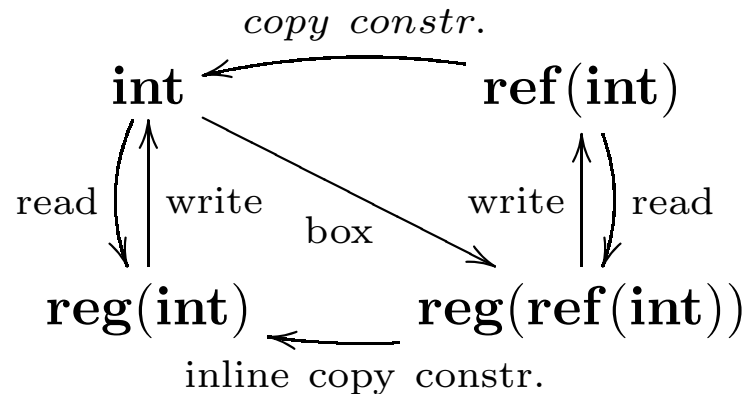 copy constr.
int ref(int)
read write write read
box
reg(int) reg(ref(int))
inline copy constr.